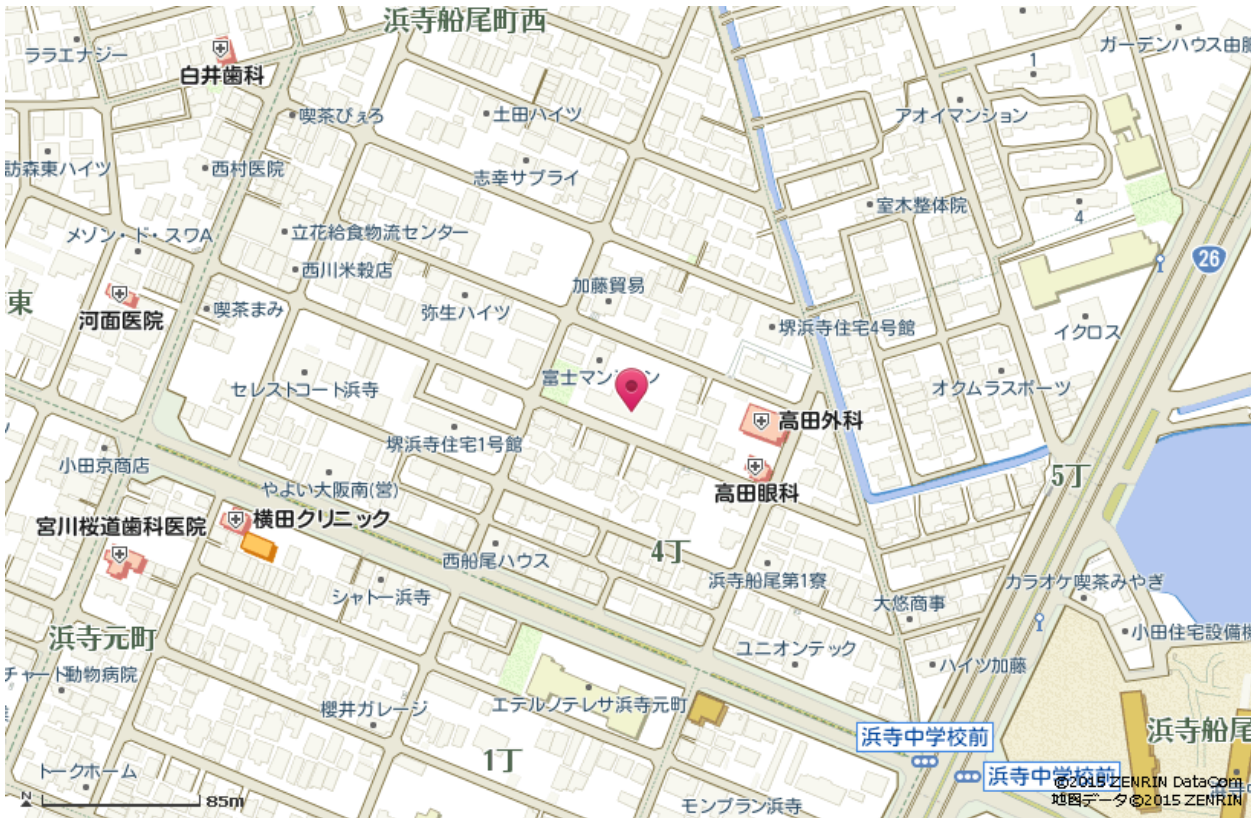 浜寺船尾町西
ララエナジー
ガーデンハウス由
1
白井歯科
喫茶ぴぇろ
土田ハイツ
アオイマンション
訪森東ハイツ
西村医院
志幸サプライ
室木整体院
4
メゾン・ド・スワA
立花給食物流センター
26
西川米穀店
加藤貿易
東
喫茶まみ
弥生ハイツ
河面医院
堺浜寺住宅4号館
イクロス
富士マンション
セレストコート浜寺
オクムラスポーツ
高田外科
堺浜寺住宅1号館
小田京商店
5丁
やよい大阪南(営)
高田眼科
宮川桜道歯科医院
横田クリニック
4丁
西船尾ハウス
浜寺船尾第1寮
カラオケ喫茶みやぎ
シャトー浜寺
大悠商事
浜寺元町
小田住宅設備機
ユニオンテック
ハイツ加藤
チャート動物病院
エテルノテレサ浜寺元町
櫻井ガレージ
浜寺船尾
浜寺中学校前
1丁
トークホーム
浜寺中学校前
©2015 ZENRIN DataCom
地図データ©2015 ZENRIN
N
85m
モンブラン浜寺